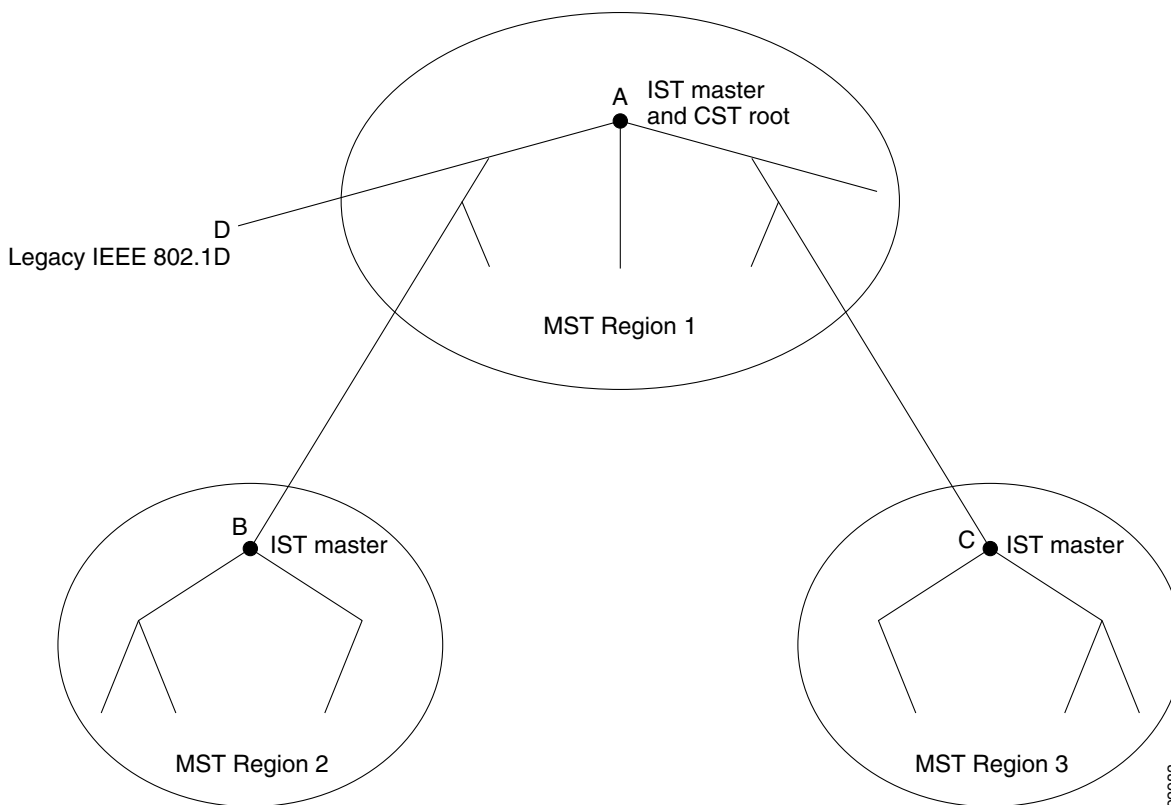 A
IST master
and CST root
D
Legacy IEEE 802.1D
MST Region 1
B
IST master
C
IST master
MST Region 2
MST Region 3